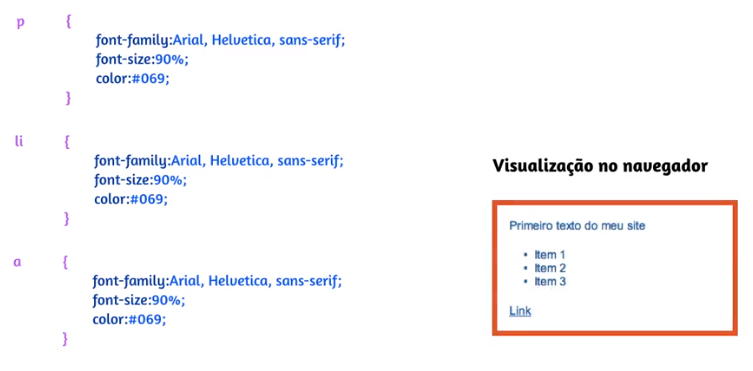 p {
font-family:Arial, Helvetica, sans-serif;
font-size:90%;
color:#069;
}
li {
font-family:Arial, Helvetica, sans-serif;
font-size:90%;
color:#069;
}
a {
font-family:Arial, Helvetica, sans-serif;
font-size:90%;
color:#069;
}
Visualização no navegador
Primeiro texto do meu site
• Item 1
• Item 2
• Item 3
Link